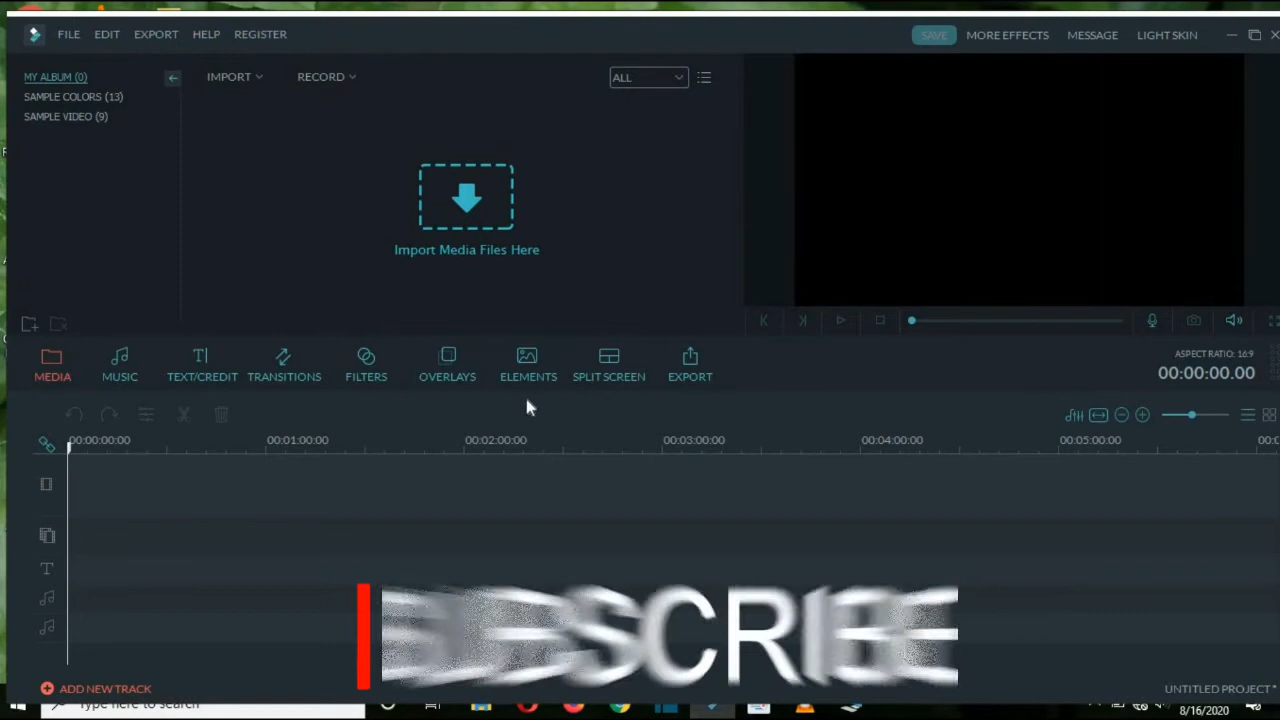 FILE EDIT EXPORT HELP REGISTER SAVE MORE EFFECTS MESSAGE LIGHT SKIN
MY ALBUM (0) IMPORT RECORD ALL
SAMPLE COLORS (13)
SAMPLE VIDEO (9)
Import Media Files Here
ASPECT RATIO: 16:9
MEDIA MUSIC TEXT/CREDIT TRANSITIONS FILTERS OVERLAYS ELEMENTS SPLIT SCREEN EXPORT
00:00:00.00
00:00:00:00 00:01:00:00 00:02:00:00 00:03:00:00 00:04:00:00 00:05:00:00
ADD NEW TRACK UNTITLED PROJECT *
Type here to search
8/16/2020